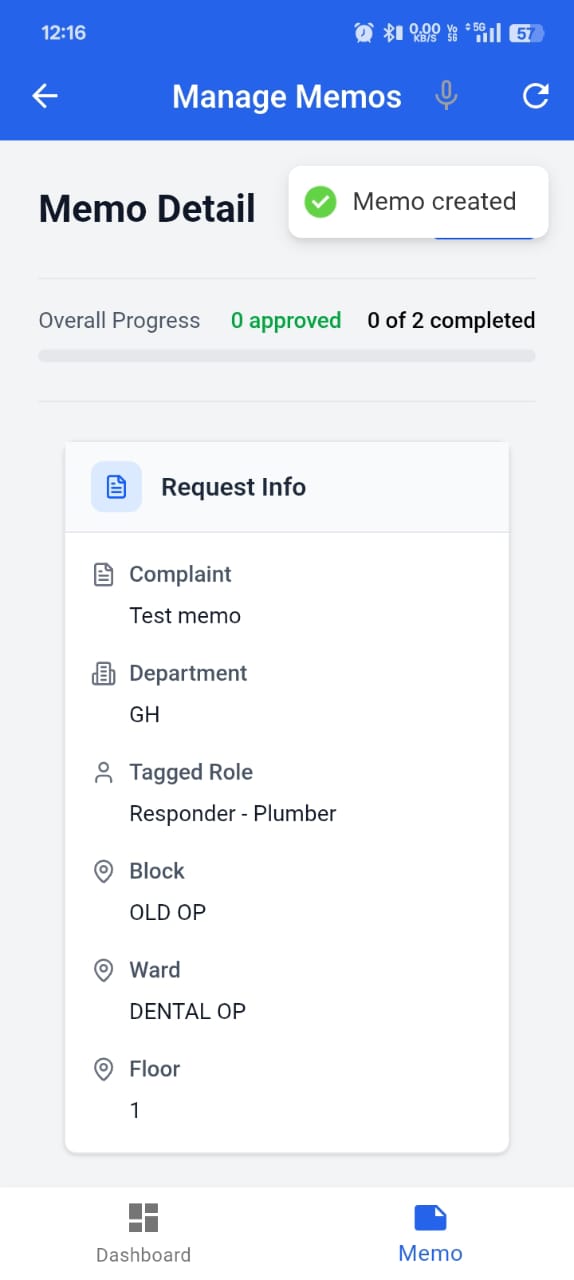 12:16
0.00 KB/S
Vo 5G
5G
57
Manage Memos
Memo Detail
Memo created
Overall Progress 0 approved 0 of 2 completed
Request Info
Complaint
Test memo
Department
GH
Tagged Role
Responder - Plumber
Block
OLD OP
Ward
DENTAL OP
Floor
1
Dashboard
Memo